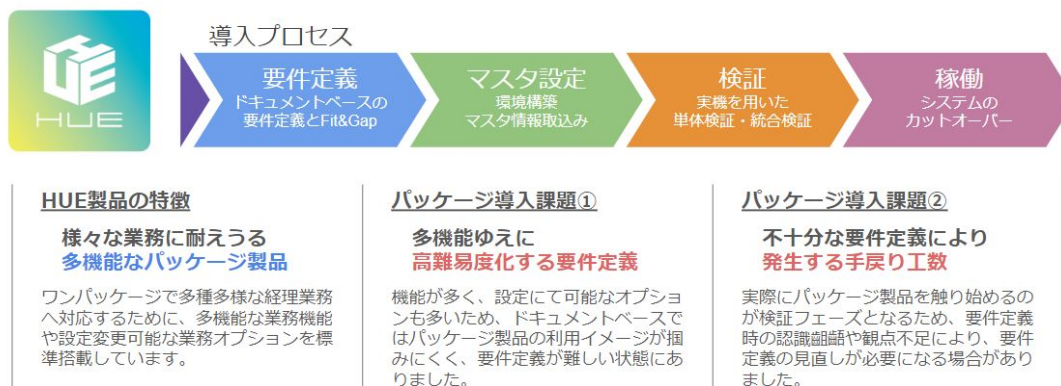 HUE
導入プロセス
要件定義
ドキュメントベースの
要件定義とFit&Gap
マスタ設定
環境構築
マスタ情報取込み
検証
実機を用いた
単体検証・統合検証
稼働
システムの
カットオーバー
HUE製品の特徴
様々な業務に耐えうる
多機能なパッケージ製品
ワンパッケージで多種多様な経理業務
へ対応するために、多機能な業務機能
や設定変更可能な業務オプションを標
準搭載しています。
パッケージ導入課題①
多機能ゆえに
高難易度化する要件定義
機能が多く、設定にて可能なオプショ
ンも多いため、ドキュメントベースで
はパッケージ製品の利用イメージが掴
みにくく、要件定義が難しい状態にあ
りました。
パッケージ導入課題②
不十分な要件定義により
発生する手戻り工数
実際にパッケージ製品を触り始めるの
が検証フェーズとなるため、要件定義
時の認識齟齬や観点不足により、要件
定義の見直しが必要になる場合があり
ました。